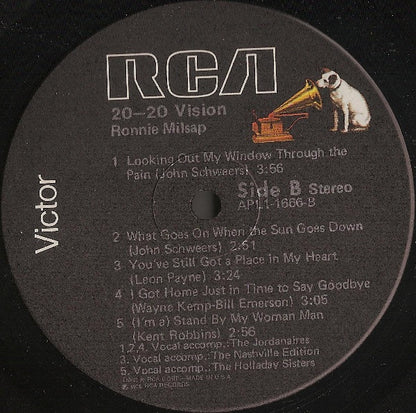 RCA
20-20 Vision
Ronnie Milsap
1 Looking Out My Window Through the
Pain (John Schweers) 3:56
Side B Stereo
APL1-1666-B
2 What Goes On When the Sun Goes Down
(John Schweers) 2:51
3 You've Still Got a Place in My Heart
(Leon Payne) 3:24
4 I Got Home Just in Time to Say Goodbye
(Wayne Kemp-Bill Emerson) 3:05
5 (I'm a) Stand By My Woman Man
(Kent Robbins) 2:56
1,2,4. Vocal accomp.:The Jordanaires
3. Vocal accomp.:The Nashville Edition
5. Vocal accomp.:The Holladay Sisters
MADE IN U.S.A.
RCA RECORDS
Victor